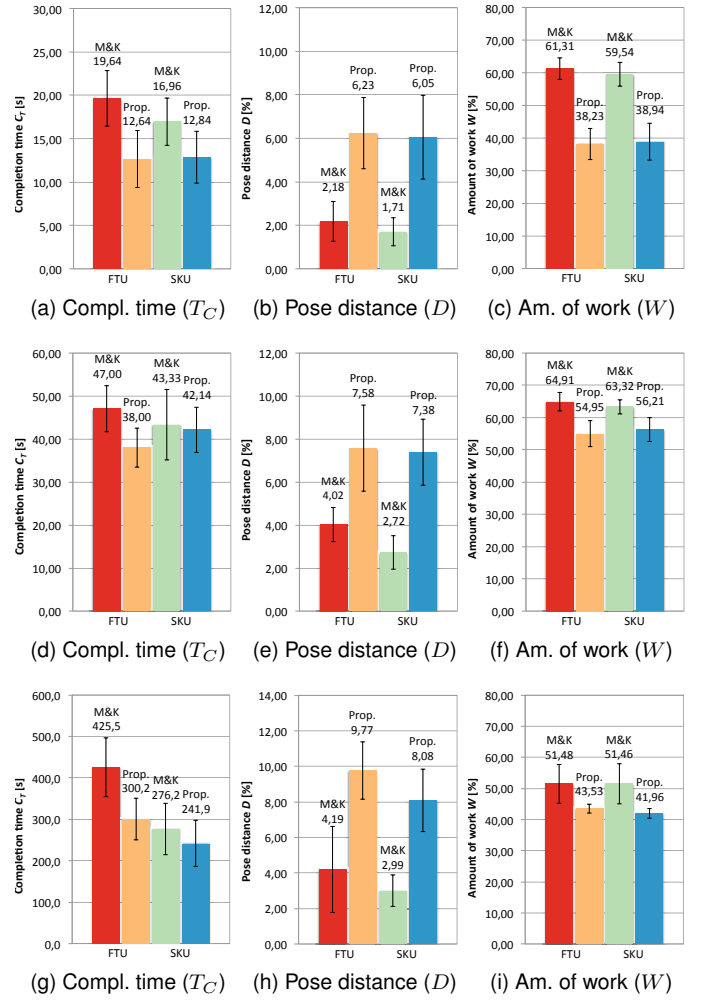 30,00
25,00
20,00
15,00
10,00
5,00
0,00
Completion time C_T [s]
M&K
19,64
Prop.
12,64
M&K
16,96
Prop.
12,84
FTU SKU
(a) Compl. time (T_C)
12,00
10,00
8,00
6,00
4,00
2,00
0,00
Pose distance D [%]
M&K
2,18
Prop.
6,23
M&K
1,71
Prop.
6,05
FTU SKU
(b) Pose distance (D)
80,00
70,00
60,00
50,00
40,00
30,00
20,00
10,00
0,00
Amount of work W [%]
M&K
61,31
Prop.
38,23
M&K
59,54
Prop.
38,94
FTU SKU
(c) Am. of work (W)
60,00
50,00
40,00
30,00
20,00
10,00
0,00
Completion time C_T [s]
M&K
47,00
Prop.
38,00
M&K
43,33
Prop.
42,14
FTU SKU
(d) Compl. time (T_C)
12,00
10,00
8,00
6,00
4,00
2,00
0,00
Pose distance D [%]
M&K
4,02
Prop.
7,58
M&K
2,72
Prop.
7,38
FTU SKU
(e) Pose distance (D)
80,00
70,00
60,00
50,00
40,00
30,00
20,00
10,00
0,00
Amount of work W [%]
M&K
64,91
Prop.
54,95
M&K
63,32
Prop.
56,21
FTU SKU
(f) Am. of work (W)
600,0
500,0
400,0
300,0
200,0
100,0
0,0
Completion time C_T [s]
M&K
425,5
Prop.
300,2
M&K
276,2
Prop.
241,9
FTU SKU
(g) Compl. time (T_C)
14,00
12,00
10,00
8,00
6,00
4,00
2,00
0,00
Pose distance D [%]
M&K
4,19
Prop.
9,77
M&K
2,99
Prop.
8,08
FTU SKU
(h) Pose distance (D)
80,00
70,00
60,00
50,00
40,00
30,00
20,00
10,00
0,00
Amount of work W [%]
M&K
51,48
Prop.
43,53
M&K
51,46
Prop.
41,96
FTU SKU
(i) Am. of work (W)